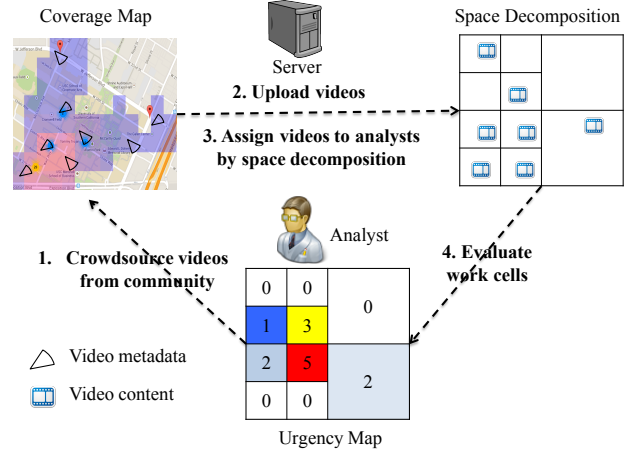 Coverage Map
Space Decomposition
Server
2. Upload videos
3. Assign videos to analysts
by space decomposition
Analyst
1. Crowdsource videos
from community
4. Evaluate
work cells
0 0
0
1 3
2 5
2
0 0
Video metadata
Video content
Urgency Map